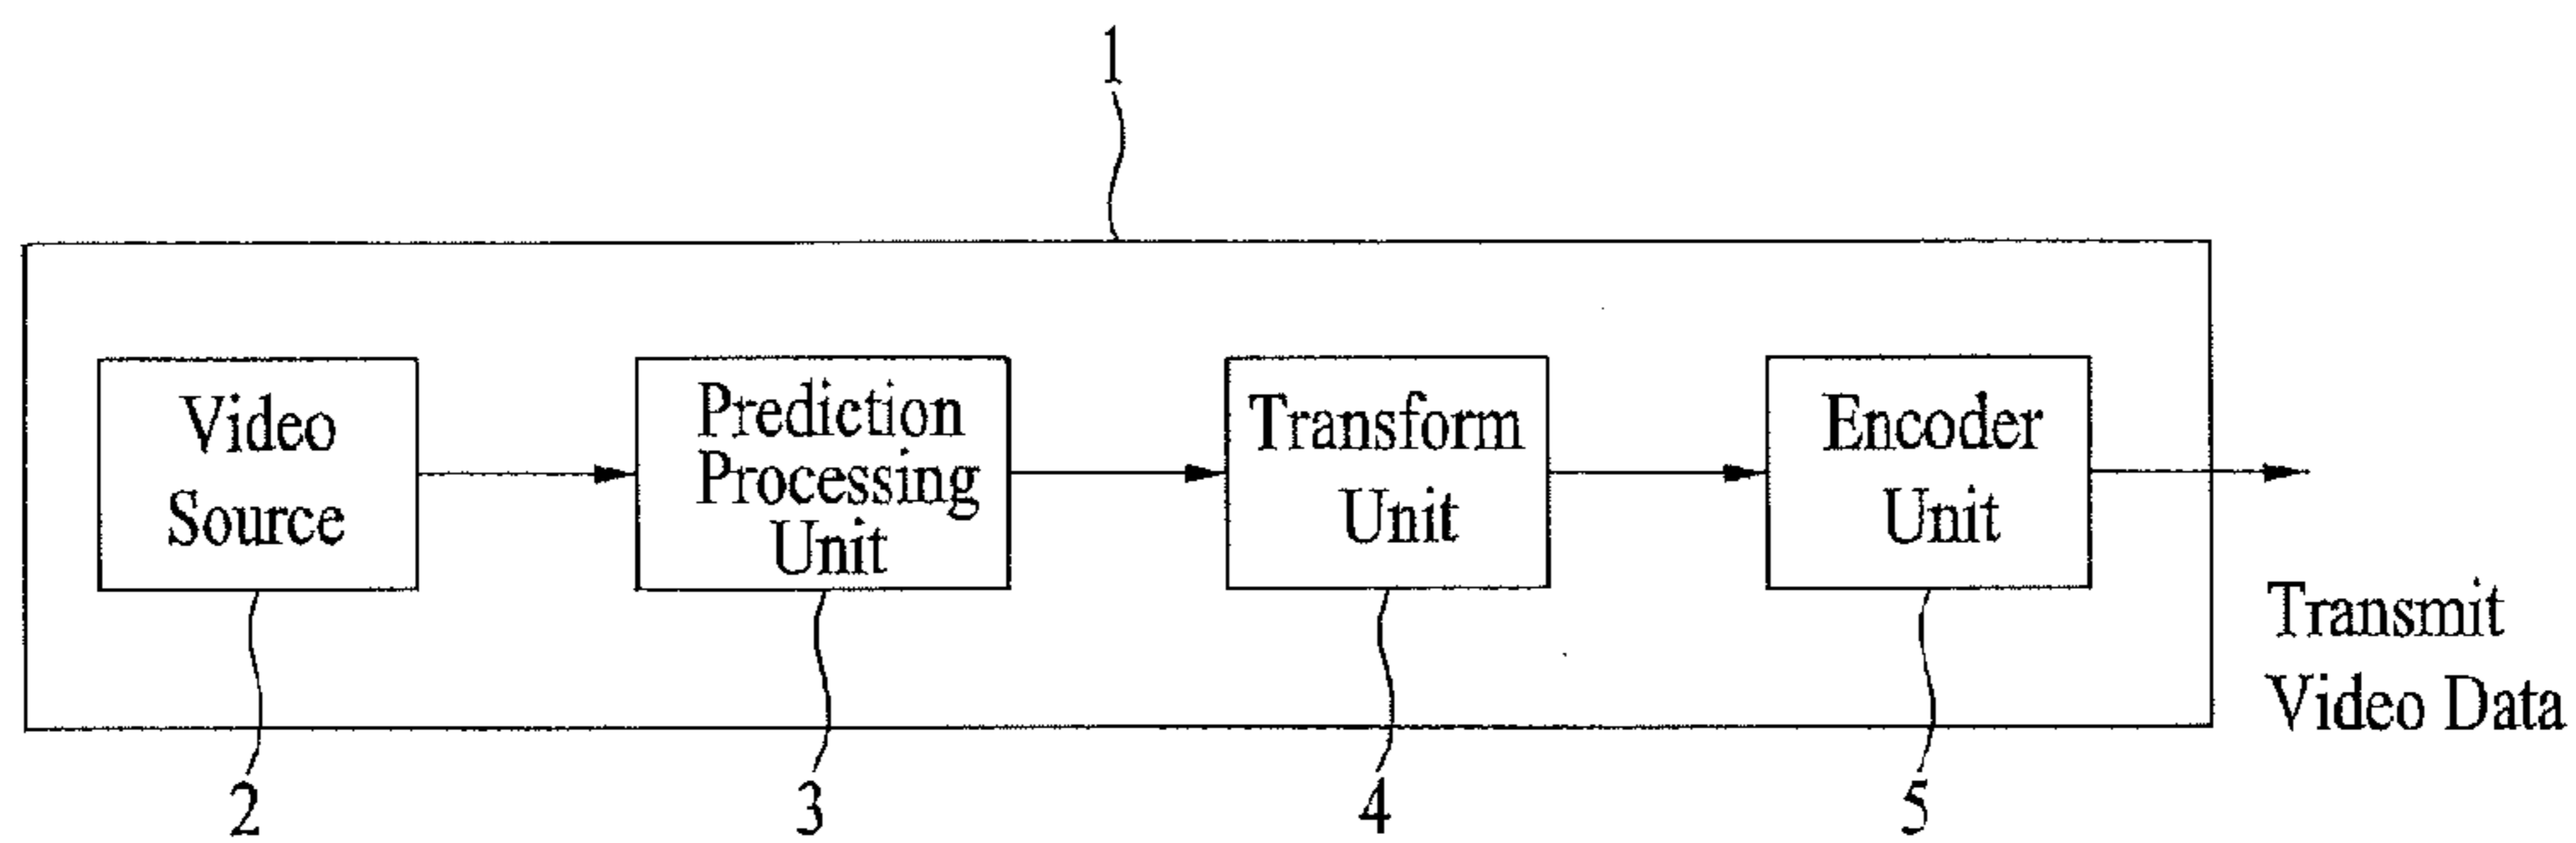 1
Video
Source
Prediction
Processing
Unit
Transform
Unit
Encoder
Unit
Transmit
Video Data
2
3
4
5